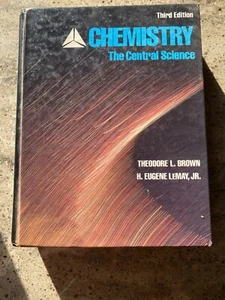 Third Edition
CHEMISTRY
The Central Science
THEODORE L. BROWN
H. EUGENE LeMAY, JR.